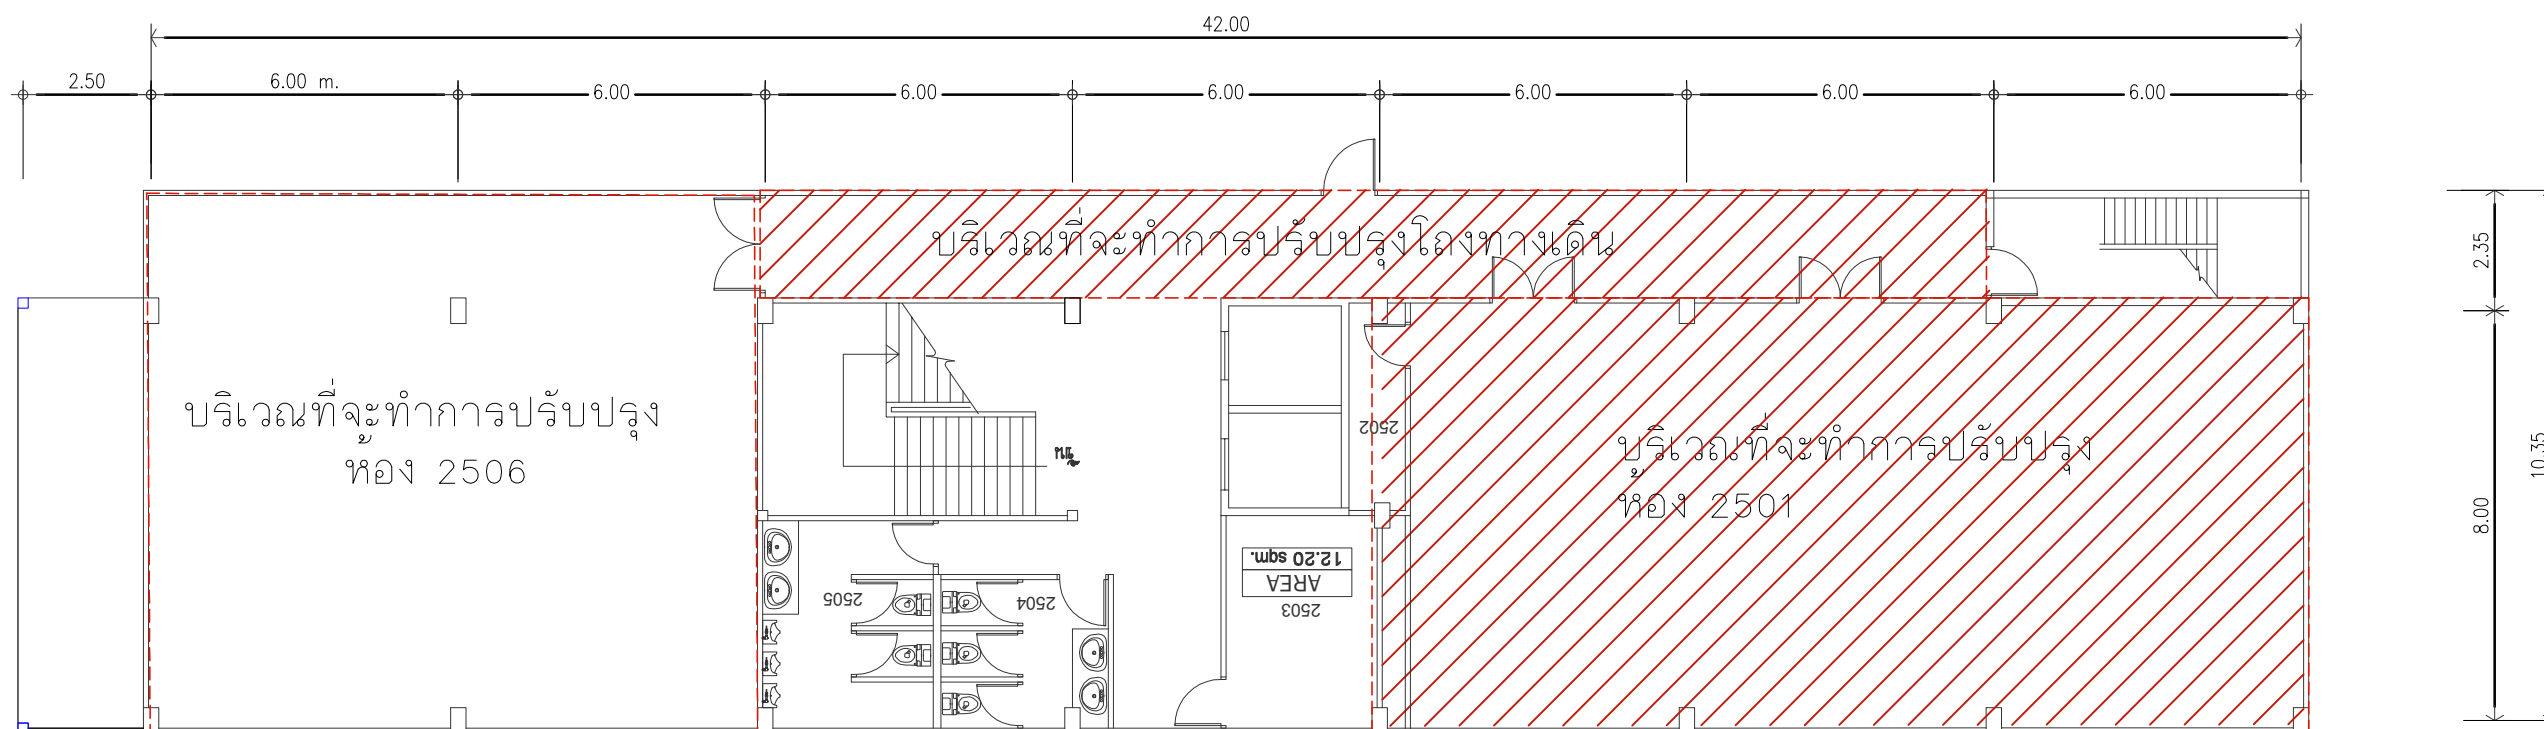 42.00
2.50
6.00 m.
6.00
6.00
6.00
6.00
6.00
6.00
บริเวณที่จะทำการปรับปรุงโถงทางเดิน
2.35
บริเวณที่จะทำการปรับปรุง
ห้อง 2506
ขึ้น
2502
บริเวณที่จะทำการปรับปรุง
ห้อง 2501
10.35
8.00
12.20 sqm.
AREA
2503
2505
2504